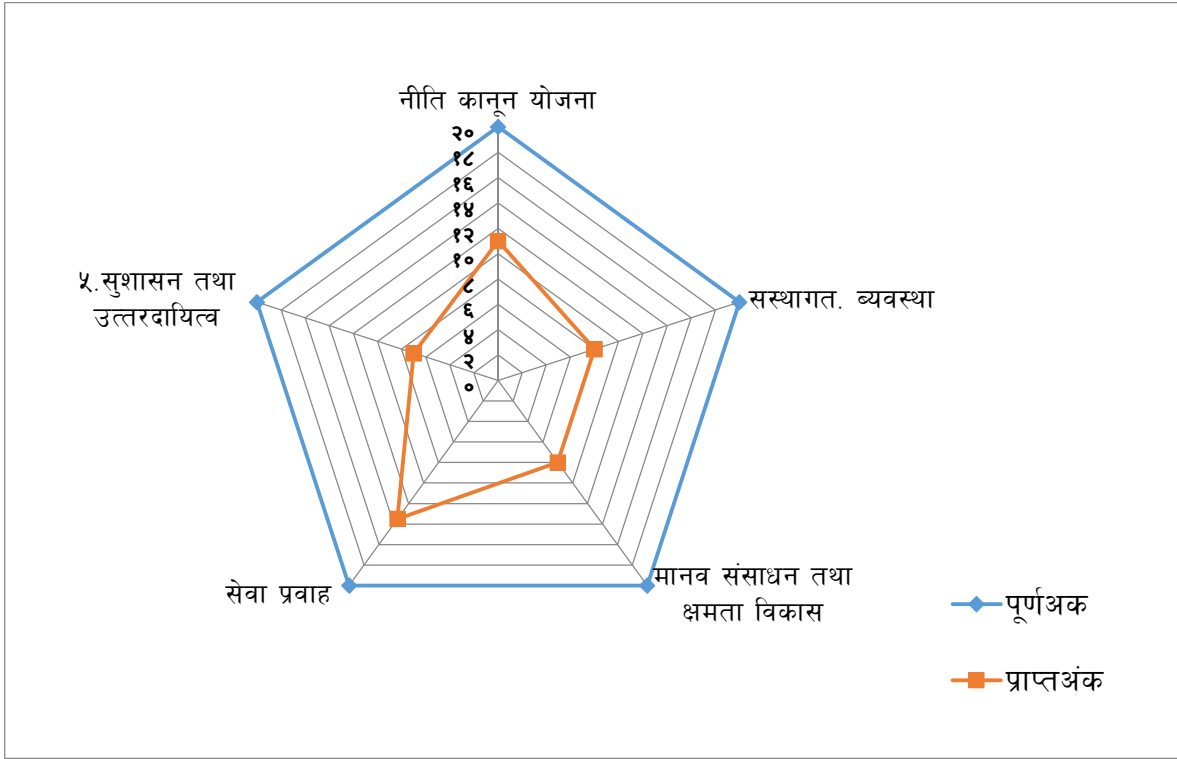 नीति कानून योजना
२०
१८
१६
१४
१२
१०
८
६
४
२
०
सस्थागत. ब्यवस्था
मानव संसाधन तथा
क्षमता विकास
सेवा प्रवाह
५.सुशासन तथा
उत्तरदायित्व
पूर्णअक
प्राप्तअंक